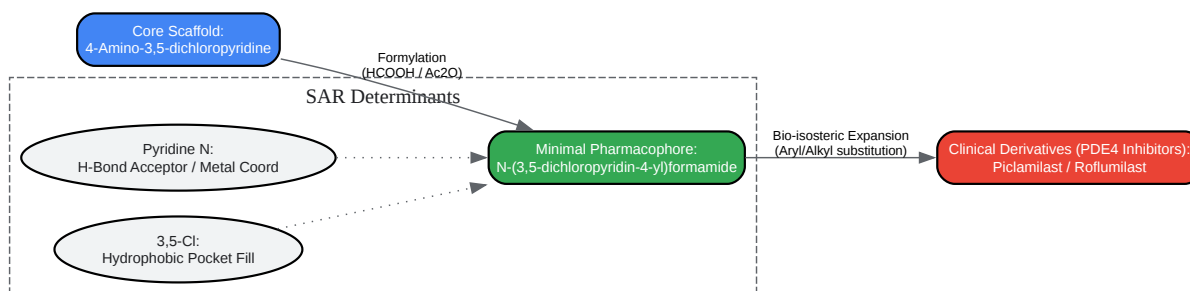 Core Scaffold:
4-Amino-3,5-dichloropyridine
Formylation
(HCOOH / Ac2O)
SAR Determinants
Pyridine N:
H-Bond Acceptor / Metal Coord
Minimal Pharmacophore:
N-(3,5-dichloropyridin-4-yl)formamide
Bio-isosteric Expansion
(Aryl/Alkyl substitution)
Clinical Derivatives (PDE4 Inhibitors):
Piclamilast / Roflumilast
3,5-Cl:
Hydrophobic Pocket Fill